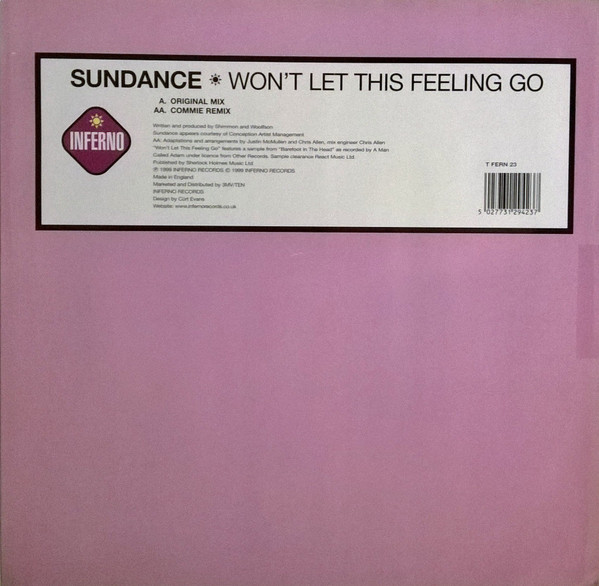 SUNDANCE ☀ WON'T LET THIS FEELING GO
A. ORIGINAL MIX
AA. COMMIE REMIX
INFERNO
Written and produced by Shimmon and Woolfson
Sundance appears courtesy of Conception Artist Management
AA: Adaptations and arrangements by Justin McMullen and Chris Allen, mix engineer Chris Allen
"Won't Let This Feeling Go" features a sample from "Barefoot In The Head" as recorded by A Man
Called Adam under licence from Other Records. Sample clearance React Music Ltd.
Published by Sherlock Holmes Music Ltd.
℗ 1999 INFERNO RECORDS © 1999 INFERNO RECORDS
Made in England
Marketed and Distributed by 3MV/TEN
INFERNO RECORDS
Design by Curt Evans
Website: www.infernorecords.co.uk
T FERN 23
5 027731 294237